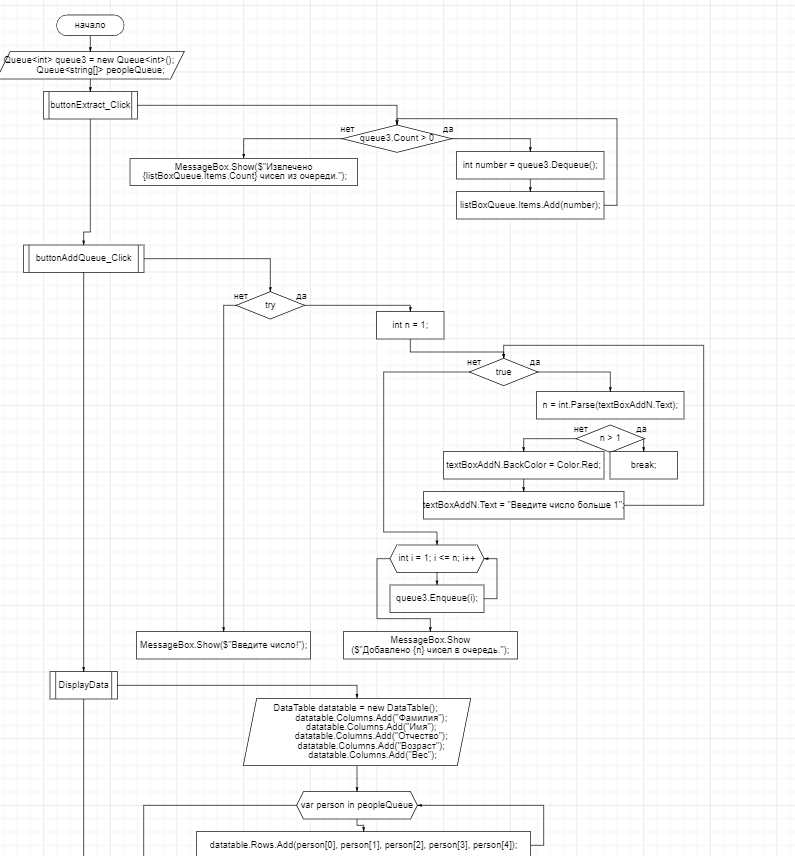 начало
Queue<int> queue3 = new Queue<int>();
Queue<string[]> peopleQueue;
buttonExtract_Click
нет
да
queue3.Count > 0
MessageBox.Show($"Извлечено
{listBoxQueue.Items.Count} чисел из очереди.");
int number = queue3.Dequeue();
listBoxQueue.Items.Add(number);
buttonAddQueue_Click
нет
да
try
int n = 1;
нет
да
true
n = int.Parse(textBoxAddN.Text);
нет
да
n > 1
textBoxAddN.BackColor = Color.Red;
break;
textBoxAddN.Text = "Введите число больше 1";
int i = 1; i <= n; i++
queue3.Enqueue(i);
MessageBox.Show($"Введите число!");
MessageBox.Show
($"Добавлено {n} чисел в очередь.");
DisplayData
DataTable datatable = new DataTable();
datatable.Columns.Add("Фамилия");
datatable.Columns.Add("Имя");
datatable.Columns.Add("Отчество");
datatable.Columns.Add("Возраст");
datatable.Columns.Add("Вес");
var person in peopleQueue
datatable.Rows.Add(person[0], person[1], person[2], person[3], person[4]);